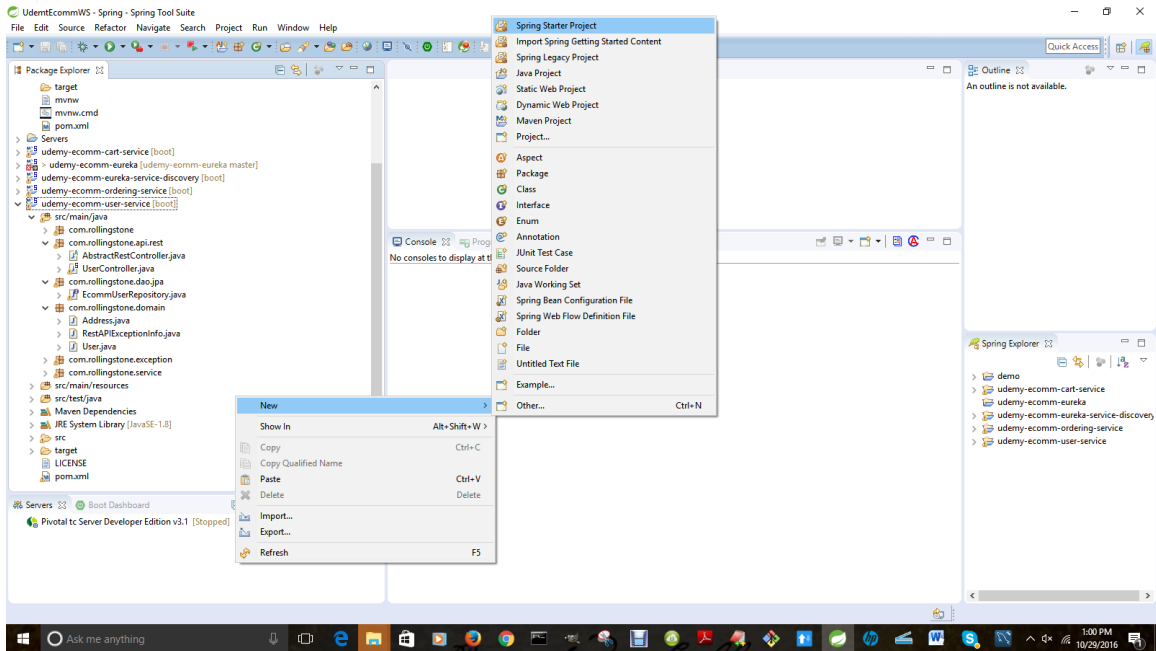 UdemtEcommWS - Spring - Spring Tool Suite
File Edit Source Refactor Navigate Search Project Run Window Help
Quick Access
Package Explorer
target
mvnw
mvnw.cmd
pom.xml
Servers
udemy-ecomm-cart-service [boot]
> udemy-ecomm-eureka [udemy-eomm-eureka master]
udemy-ecomm-eureka-service-discovery [boot]
udemy-ecomm-ordering-service [boot]
udemy-ecomm-user-service [boot]
src/main/java
com.rollingstone
com.rollingstone.api.rest
AbstractRestController.java
UserController.java
com.rollingstone.dao.jpa
EcommUserRepository.java
com.rollingstone.domain
Address.java
RestAPIExceptionInfo.java
User.java
com.rollingstone.exception
com.rollingstone.service
src/main/resources
src/test/java
Maven Dependencies
JRE System Library [JavaSE-1.8]
src
target
LICENSE
pom.xml
Servers Boot Dashboard
Pivotal tc Server Developer Edition v3.1 [Stopped]
New
Show In Alt+Shift+W >
Copy Ctrl+C
Copy Qualified Name
Paste Ctrl+V
Delete Delete
Import...
Export...
Refresh F5
Spring Starter Project
Import Spring Getting Started Content
Spring Legacy Project
Java Project
Static Web Project
Dynamic Web Project
Maven Project
Project...
Aspect
Package
Class
Interface
Enum
Annotation
JUnit Test Case
Source Folder
Java Working Set
Spring Bean Configuration File
Spring Web Flow Definition File
Folder
File
Untitled Text File
Example...
Other... Ctrl+N
Console Prog
No consoles to display at th
Outline
An outline is not available.
Spring Explorer
demo
udemy-ecomm-cart-service
udemy-ecomm-eureka
udemy-ecomm-eureka-service-discovery
udemy-ecomm-ordering-service
udemy-ecomm-user-service
Ask me anything
1:00 PM
10/29/2016